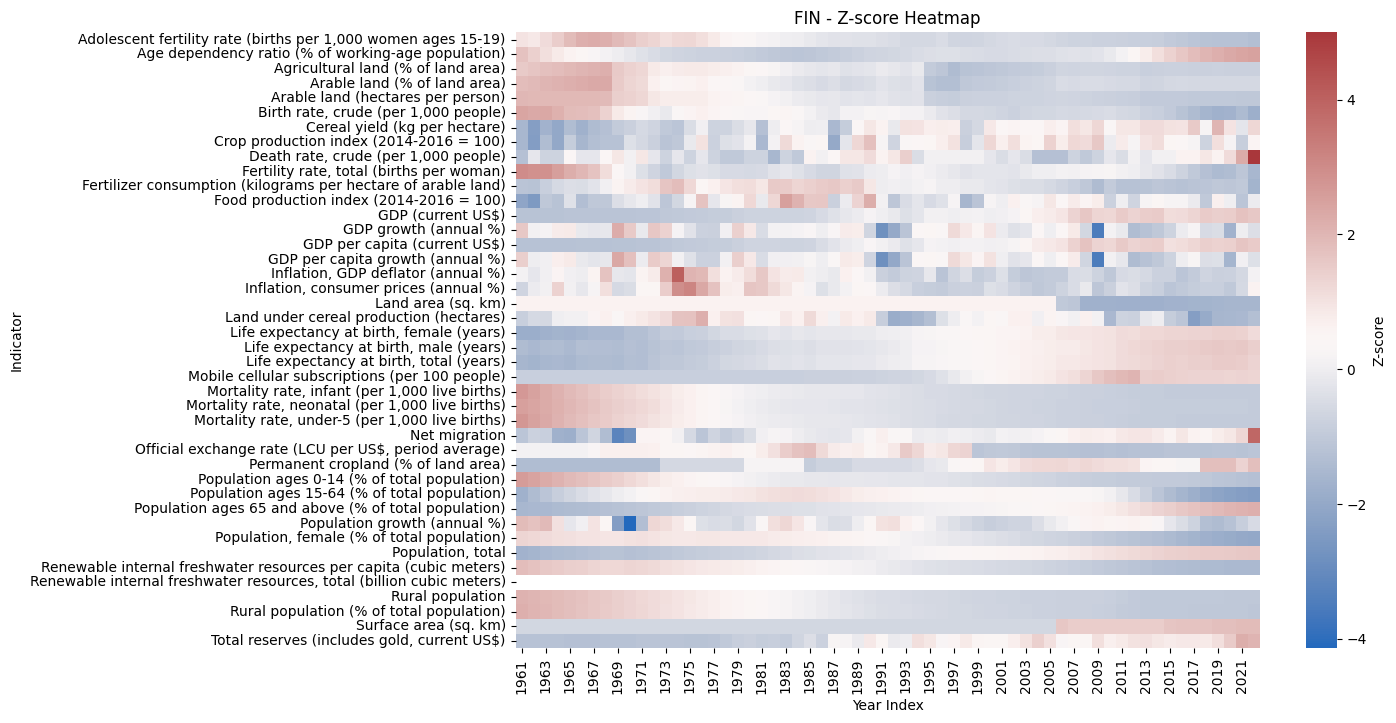 FIN - Z-score Heatmap
Indicator
Adolescent fertility rate (births per 1,000 women ages 15-19)
Age dependency ratio (% of working-age population)
Agricultural land (% of land area)
Arable land (% of land area)
Arable land (hectares per person)
Birth rate, crude (per 1,000 people)
Cereal yield (kg per hectare)
Crop production index (2014-2016 = 100)
Death rate, crude (per 1,000 people)
Fertility rate, total (births per woman)
Fertilizer consumption (kilograms per hectare of arable land)
Food production index (2014-2016 = 100)
GDP (current US$)
GDP growth (annual %)
GDP per capita (current US$)
GDP per capita growth (annual %)
Inflation, GDP deflator (annual %)
Inflation, consumer prices (annual %)
Land area (sq. km)
Land under cereal production (hectares)
Life expectancy at birth, female (years)
Life expectancy at birth, male (years)
Life expectancy at birth, total (years)
Mobile cellular subscriptions (per 100 people)
Mortality rate, infant (per 1,000 live births)
Mortality rate, neonatal (per 1,000 live births)
Mortality rate, under-5 (per 1,000 live births)
Net migration
Official exchange rate (LCU per US$, period average)
Permanent cropland (% of land area)
Population ages 0-14 (% of total population)
Population ages 15-64 (% of total population)
Population ages 65 and above (% of total population)
Population growth (annual %)
Population, female (% of total population)
Population, total
Renewable internal freshwater resources per capita (cubic meters)
Renewable internal freshwater resources, total (billion cubic meters)
Rural population
Rural population (% of total population)
Surface area (sq. km)
Total reserves (includes gold, current US$)
1961 1963 1965 1967 1969 1971 1973 1975 1977 1979 1981 1983 1985 1987 1989 1991 1993 1995 1997 1999 2001 2003 2005 2007 2009 2011 2013 2015 2017 2019 2021
Year Index
4
2
0
−2
−4
Z-score